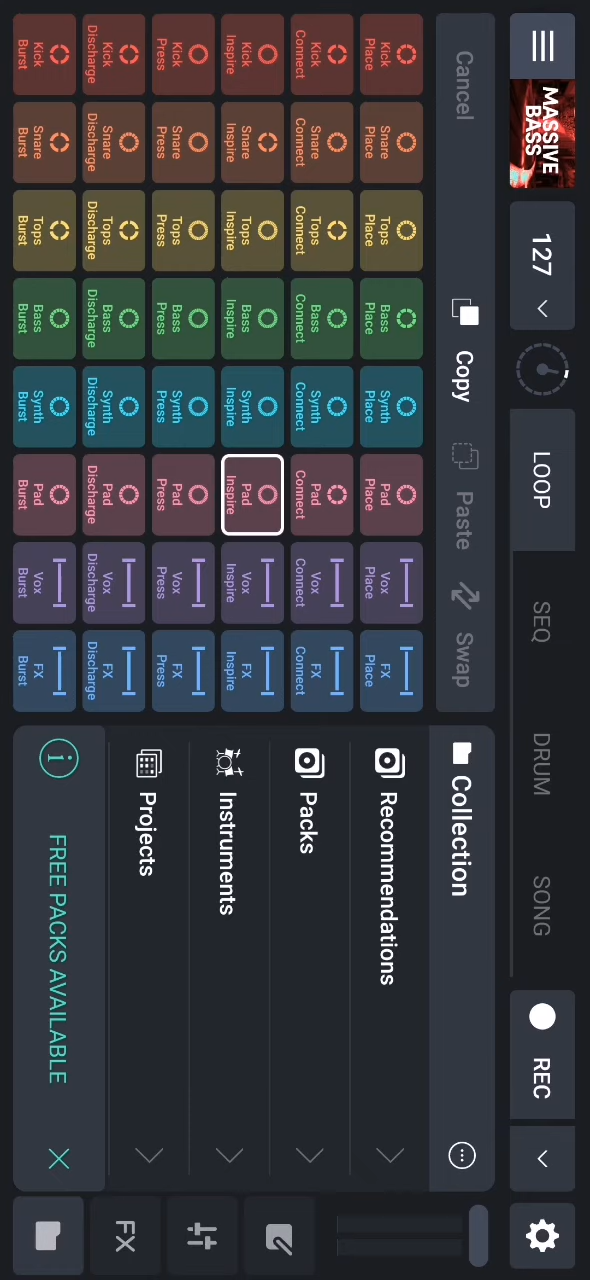 MASSIVE
BASS
127
LOOP
SEQ
DRUM
SONG
REC
Cancel
Copy
Paste
Swap
Kick
Place
Snare
Place
Tops
Place
Bass
Place
Synth
Place
Pad
Place
Vox
Place
FX
Place
Kick
Connect
Snare
Connect
Tops
Connect
Bass
Connect
Synth
Connect
Pad
Connect
Vox
Connect
FX
Connect
Kick
Inspire
Snare
Inspire
Tops
Inspire
Bass
Inspire
Synth
Inspire
Pad
Inspire
Vox
Inspire
FX
Inspire
Kick
Press
Snare
Press
Tops
Press
Bass
Press
Synth
Press
Pad
Press
Vox
Press
FX
Press
Kick
Discharge
Snare
Discharge
Tops
Discharge
Bass
Discharge
Synth
Discharge
Pad
Discharge
Vox
Discharge
FX
Discharge
Kick
Burst
Snare
Burst
Tops
Burst
Bass
Burst
Synth
Burst
Pad
Burst
Vox
Burst
FX
Burst
Collection
Recommendations
Packs
Instruments
Projects
FREE PACKS AVAILABLE
FX